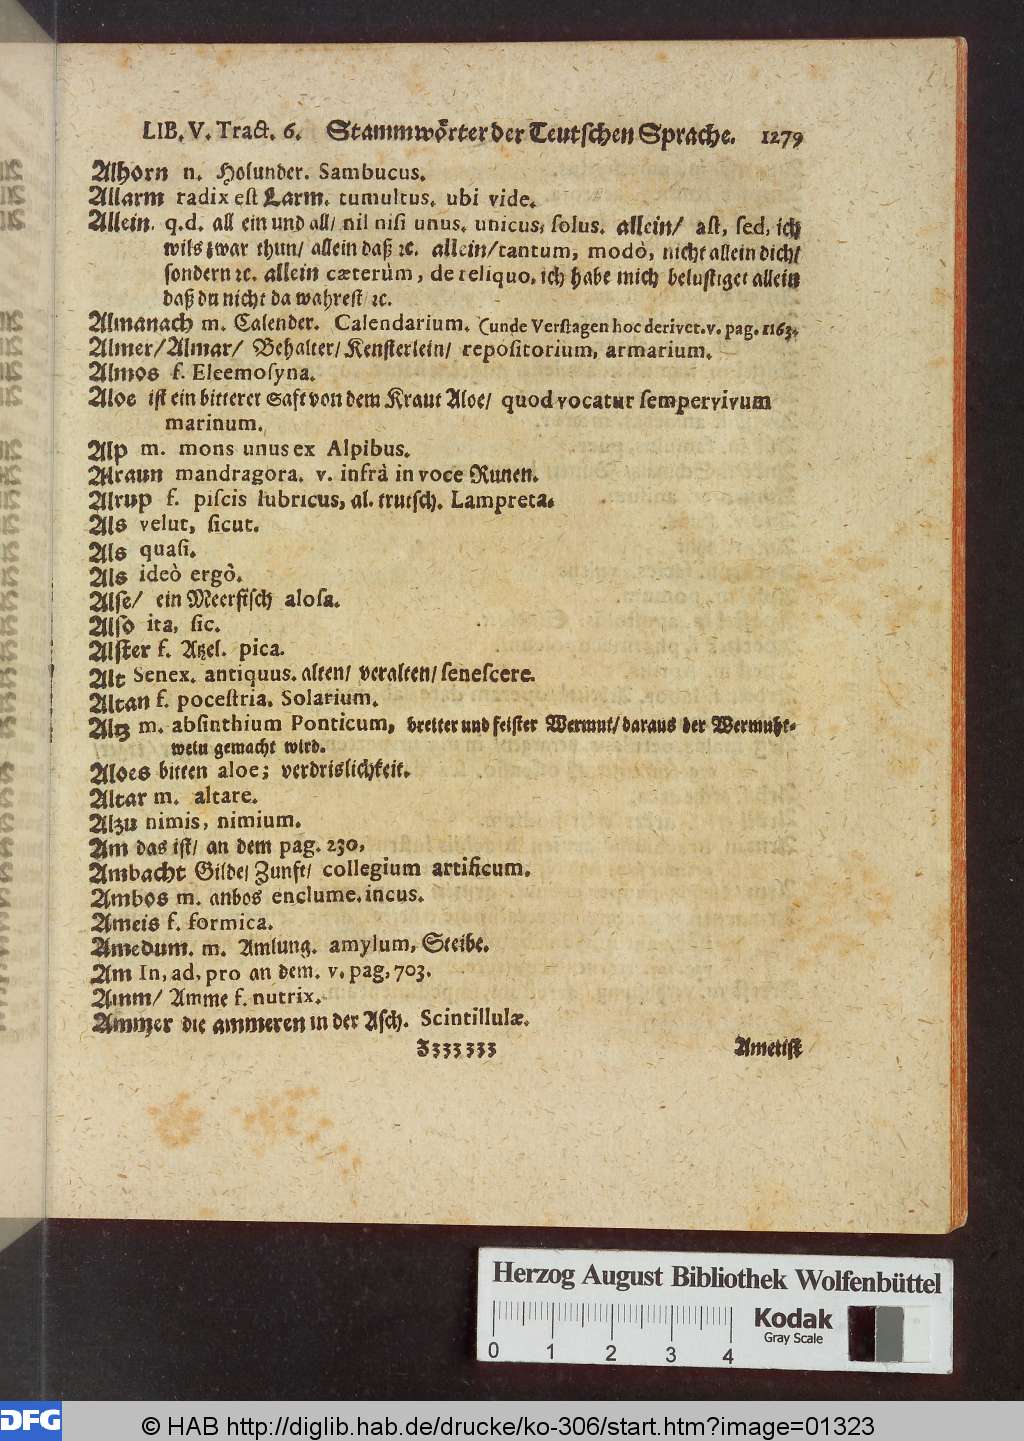 LIB. V. Tract. 6. Stammwörter der Teutschen Sprache. 1279
Alhorn n. Holunder. Sambucus.
Allarm radix est Larm. tumultus. ubi vide.
Allein. q.d. all ein und all/ nil nisi unus. unicus, solus. allein/ ast, sed, ich
wils zwar thun/ allein daß ꝛc. allein/ tantum, modò, nicht allein dich/
sondern ꝛc. allein cæterùm, de reliquo, ich habe mich belustiget allein
daß du nicht da wahrest/ ꝛc.
Almanach m. Calender. Calendarium. (unde Verstagen hoc derivet. v. pag. 1163.
Almer/ Almar/ Behalter/ Kensterlein/ repositorium, armarium.
Almos f. Eleemosyna.
Aloe ist ein bitterer Saft von dem Kraut Aloe/ quod vocatur sempervivum
marinum.
Alp m. mons unus ex Alpibus.
Alraun mandragora. v. infrà in voce Runen.
Alrup f. piscis lubricus, al. trutsch. Lampreta.
Als velut, sicut.
Als quasi.
Als ideò ergò.
Alse/ ein Meerfisch alosa.
Also ita, sic.
Alster f. Atzel. pica.
Alt Senex. antiquus. alten/ veralten/ senescere.
Altan f. pocestria. Solarium.
Altz m. absinthium Ponticum, breiter und feister Wermut/ daraus der Wermuht-
wein gemacht wird.
Aloes bitten aloe; verdrislichkeit.
Altar m. altare.
Alzu nimis, nimium.
Am das ist/ an dem pag. 230,
Ambacht Gilde/ Zunft/ collegium artificum.
Ambos m. anbos enclume. incus.
Ameis f. formica.
Amedum. m. Amlung. amylum, Steibe.
Am In, ad, pro an dem. v. pag, 703.
Amm/ Amme f. nutrix.
Ammer die ammeren in der Asch. Scintillulæ.
Zzzz zzz
Ametist
Herzog August Bibliothek Wolfenbüttel
Kodak
Gray Scale
0 1 2 3 4
DFG
© HAB http://diglib.hab.de/drucke/ko-306/start.htm?image=01323